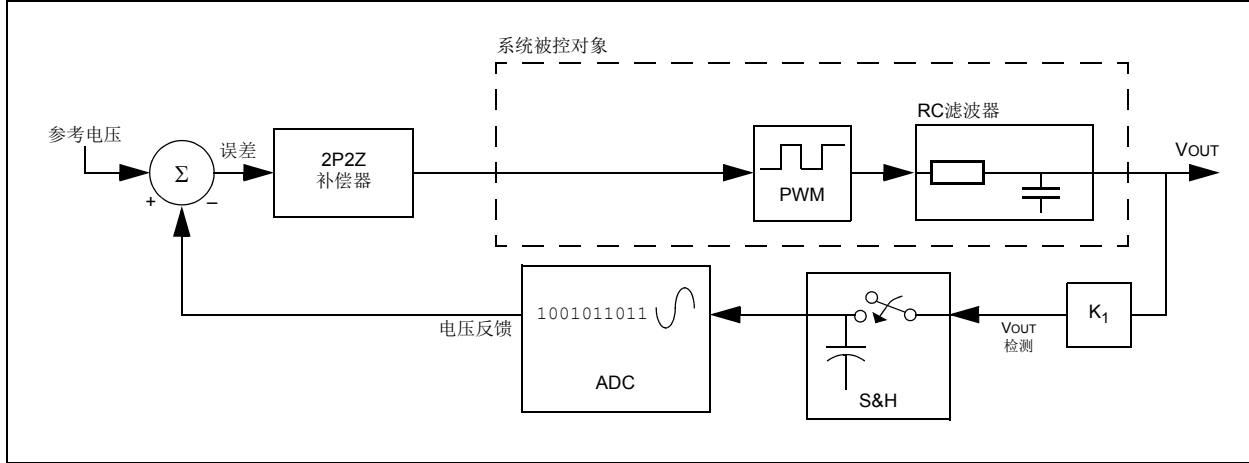 系统被控对象
RC滤波器
参考电压
误差
2P2Z
补偿器
VOUT
Σ
PWM
+
–
1001011011
K1
电压反馈
VOUT
检测
ADC
S&H